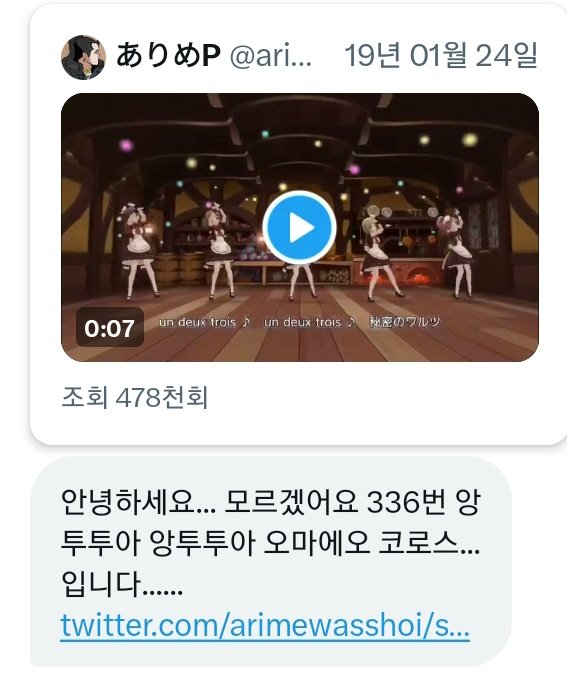 ありめP @ari... 19년 01월 24일
0:07
un deux trois ♪ un deux trois ♪ 秘密のワルツ
조회 478천회
안녕하세요... 모르겠어요 336번 앙
투투아 앙투투아 오마에오 코로스...
입니다......
twitter.com/arimewasshoi/s...